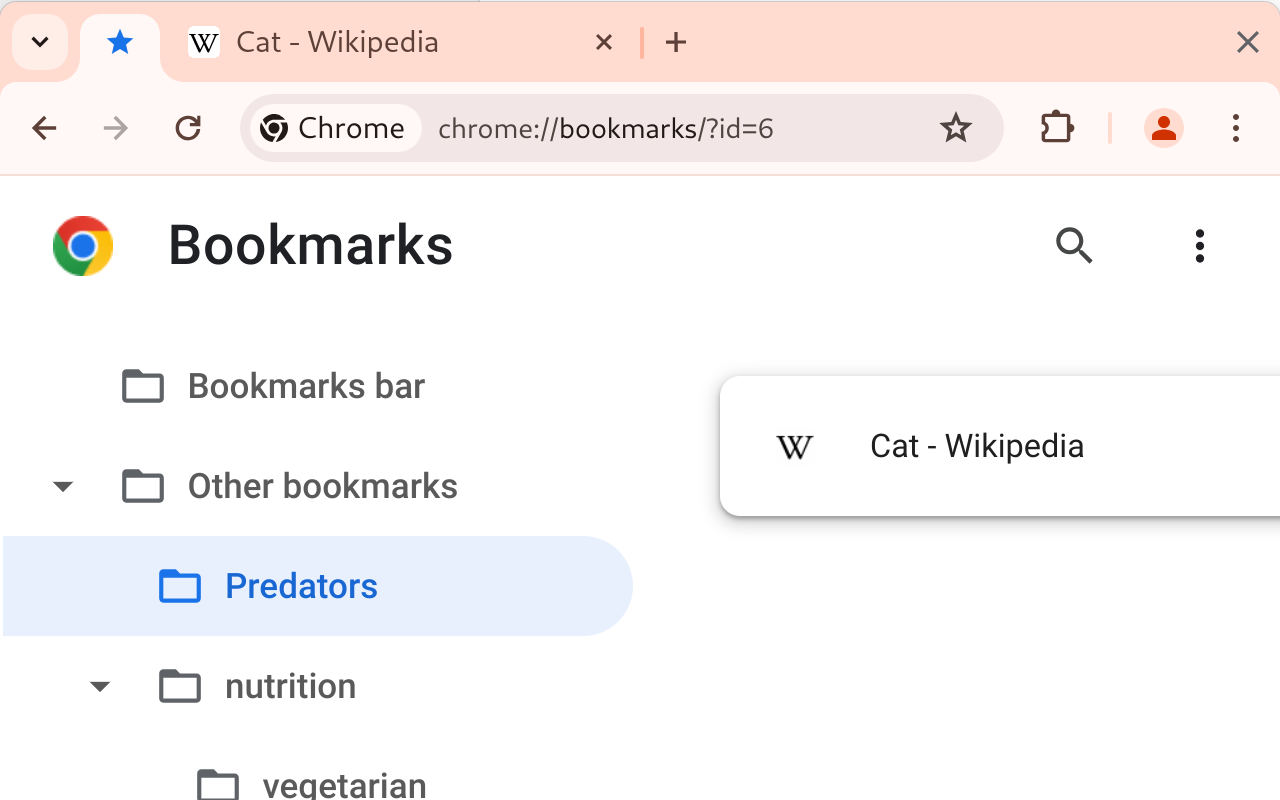 Cat - Wikipedia
Chrome
chrome://bookmarks/?id=6
Bookmarks
Bookmarks bar
Cat - Wikipedia
Other bookmarks
Predators
nutrition
vegetarian